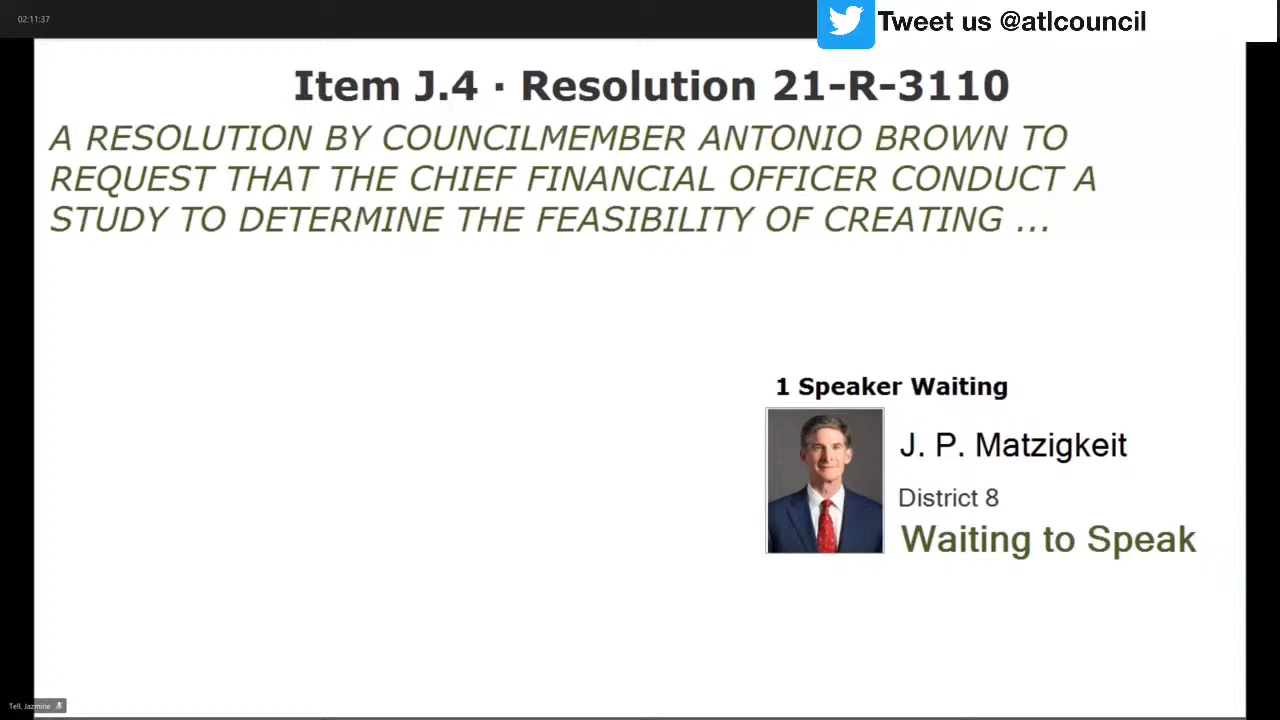 02:11:37
Tweet us @atlcouncil
Item J.4 · Resolution 21-R-3110
A RESOLUTION BY COUNCILMEMBER ANTONIO BROWN TO
REQUEST THAT THE CHIEF FINANCIAL OFFICER CONDUCT A
STUDY TO DETERMINE THE FEASIBILITY OF CREATING ...
1 Speaker Waiting
J. P. Matzigkeit
District 8
Waiting to Speak
Tell, Jazmine